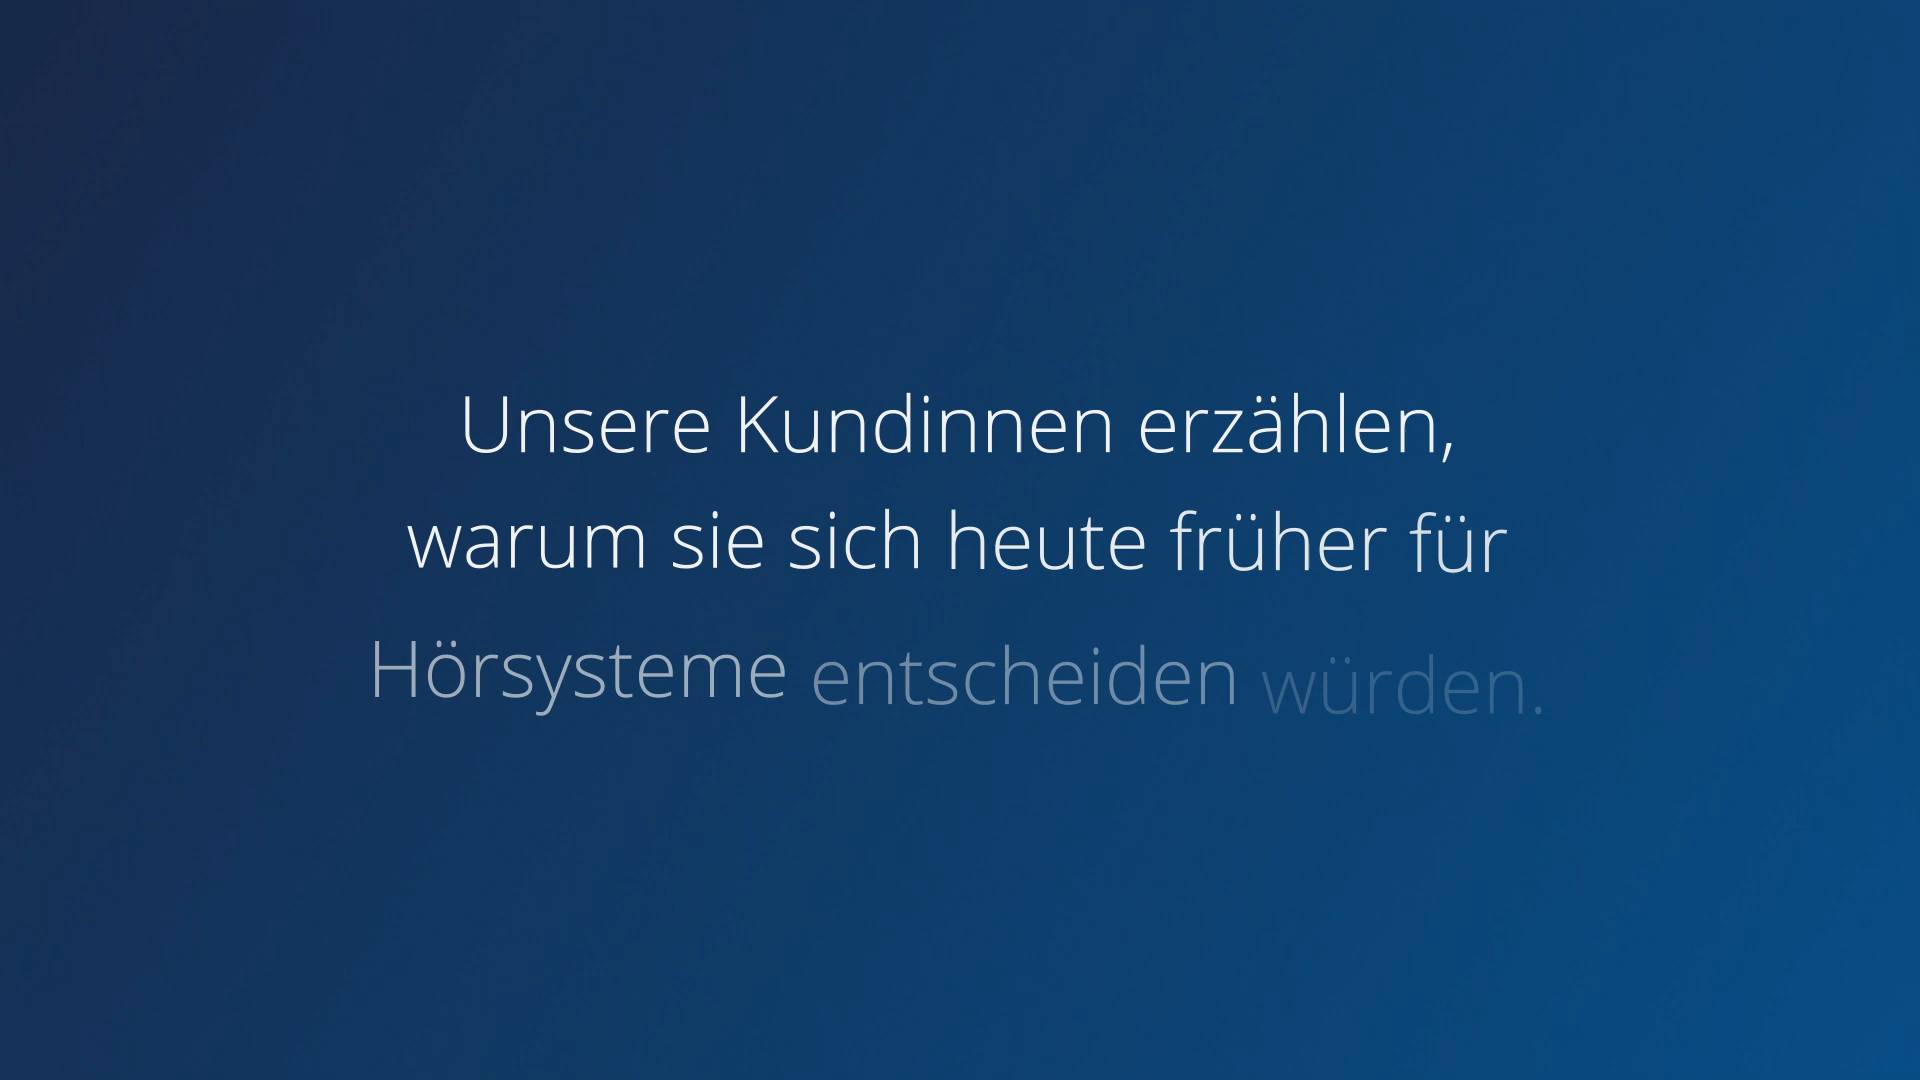 Unsere Kundinnen erzählen,
warum sie sich heute früher für
Hörsysteme entscheiden würden.